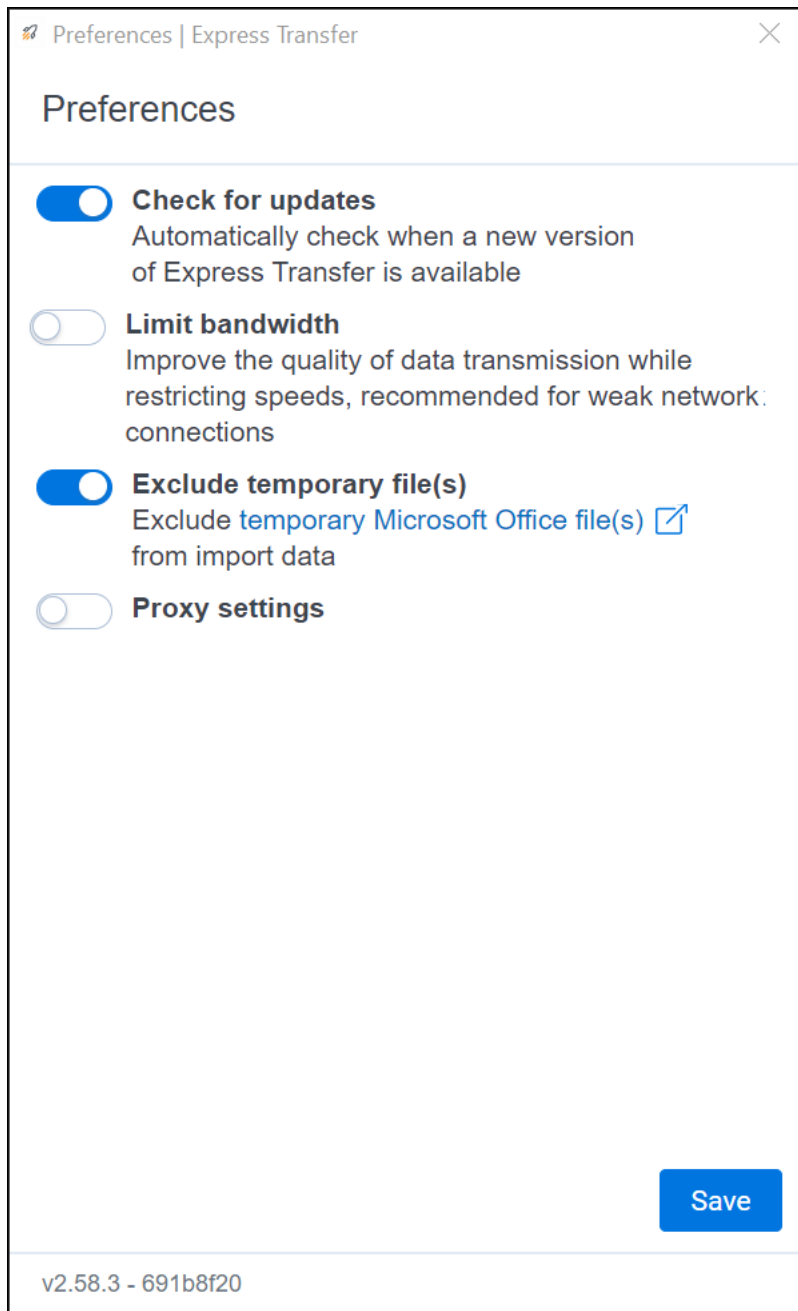 Preferences | Express Transfer
Preferences
Check for updates
Automatically check when a new version
of Express Transfer is available
Limit bandwidth
Improve the quality of data transmission while
restricting speeds, recommended for weak network
connections
Exclude temporary file(s)
Exclude temporary Microsoft Office file(s)
from import data
Proxy settings
Save
v2.58.3 - 691b8f20